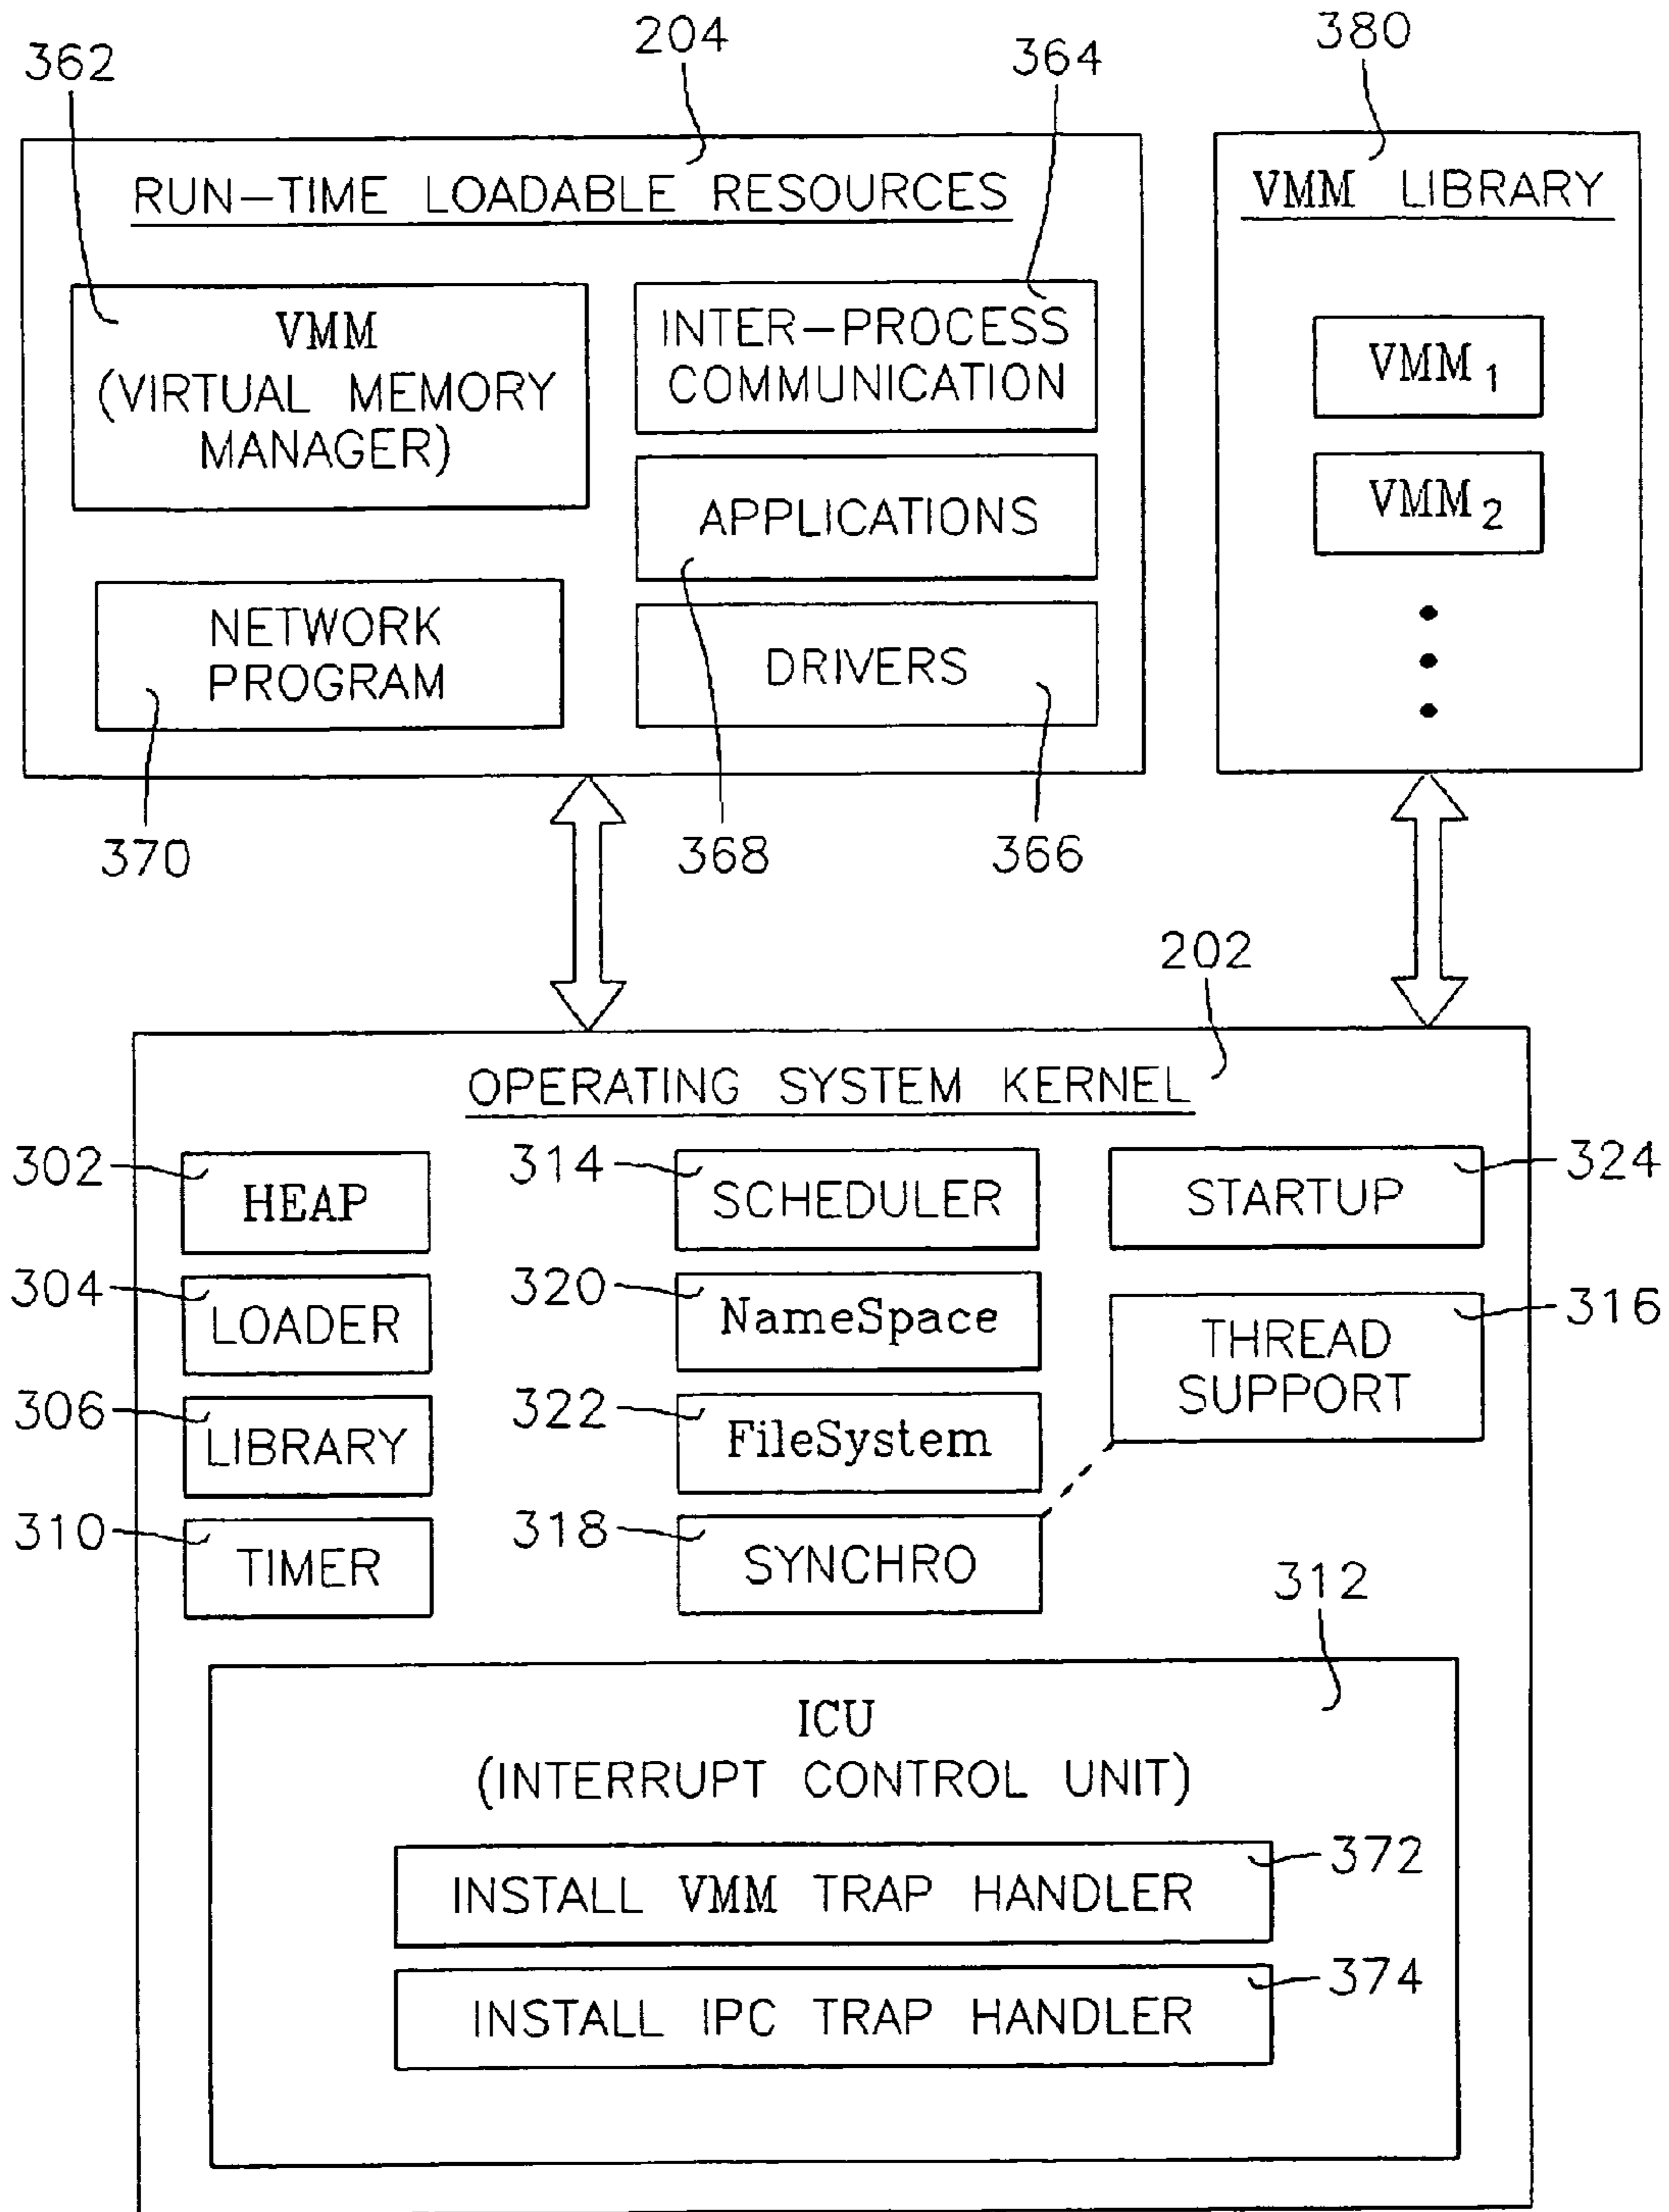 204
380
362
364
RUN-TIME LOADABLE RESOURCES
VMM LIBRARY
VMM
(VIRTUAL MEMORY
MANAGER)
INTER-PROCESS
COMMUNICATION
VMM 1
VMM 2
APPLICATIONS
NETWORK
PROGRAM
DRIVERS
370
368
366
202
OPERATING SYSTEM KERNEL
302
HEAP
314
SCHEDULER
324
STARTUP
304
LOADER
320
NameSpace
316
THREAD
SUPPORT
306
LIBRARY
322
FileSystem
310
TIMER
318
SYNCHRO
312
ICU
(INTERRUPT CONTROL UNIT)
372
INSTALL VMM TRAP HANDLER
374
INSTALL IPC TRAP HANDLER